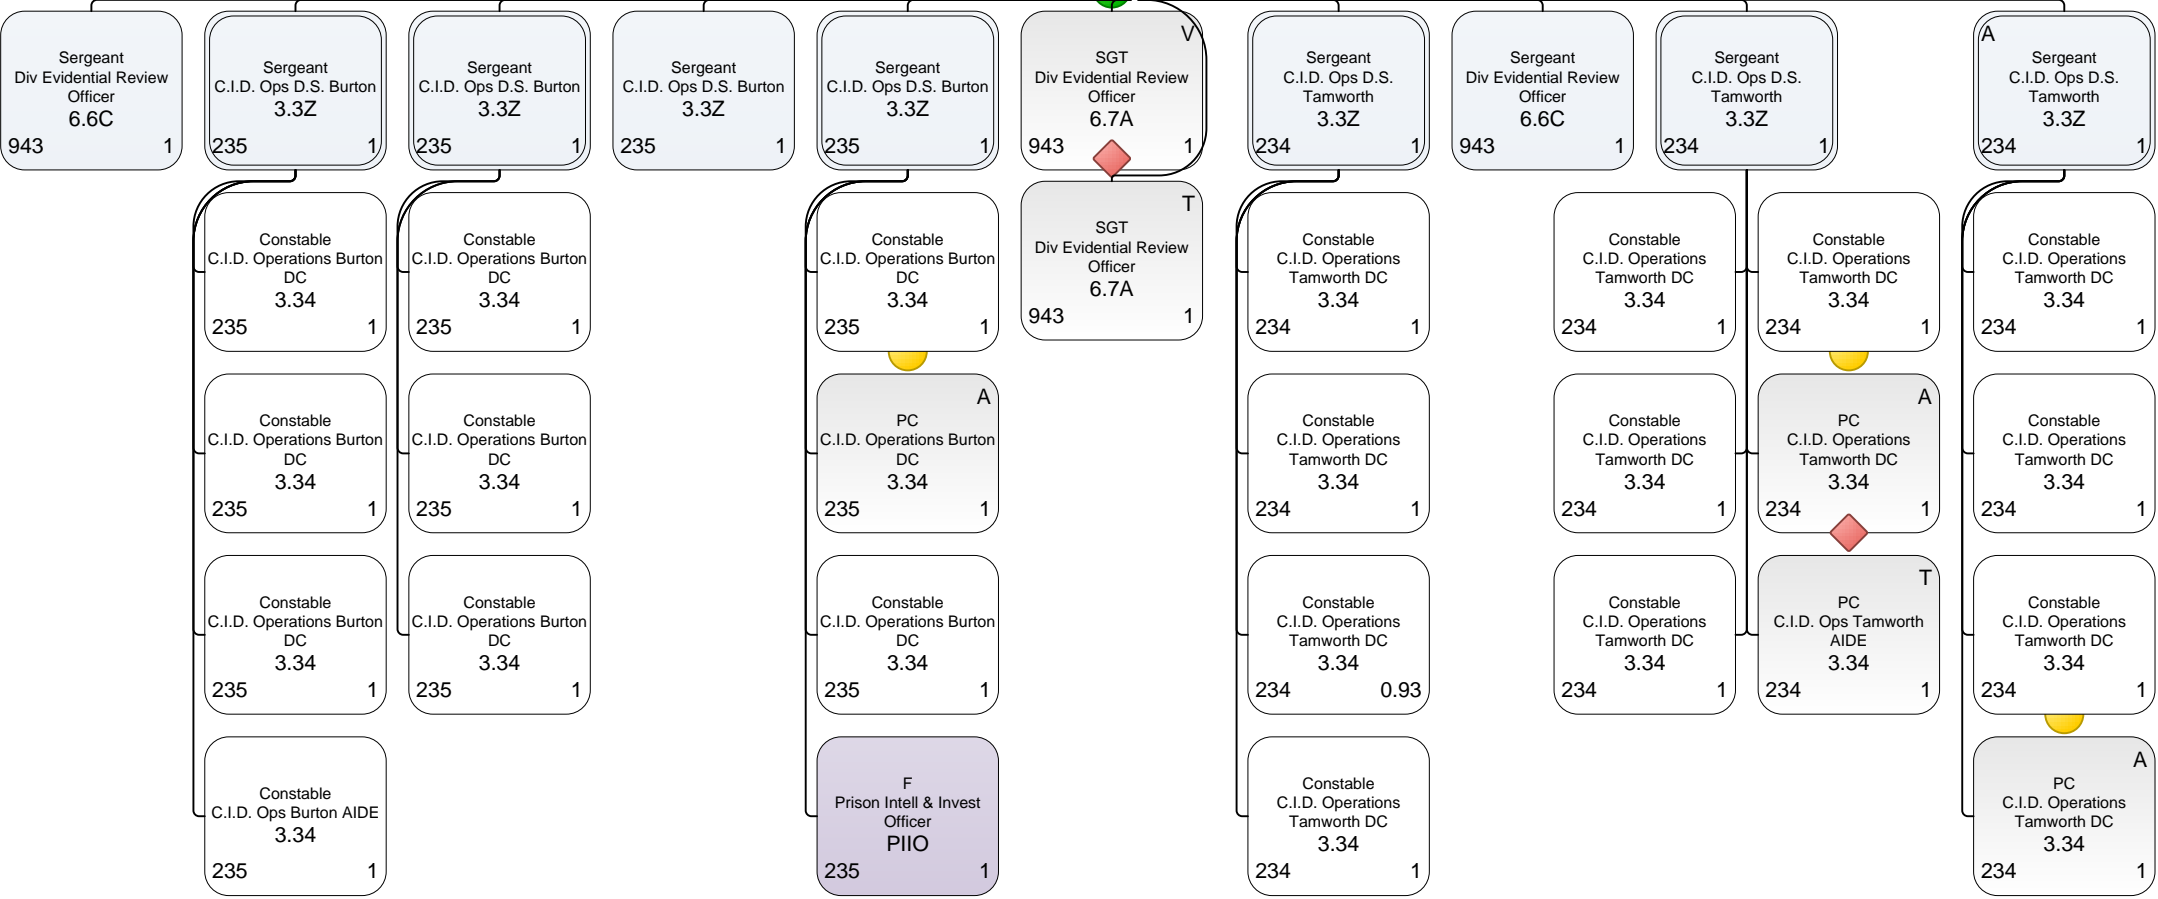 Sergeant
Div Evidential Review
Officer
6.6C
943 1
Sergeant
C.I.D. Ops D.S. Burton
3.3Z
235 1
Sergeant
C.I.D. Ops D.S. Burton
3.3Z
235 1
Sergeant
C.I.D. Ops D.S. Burton
3.3Z
235 1
Sergeant
C.I.D. Ops D.S. Burton
3.3Z
235 1
V
SGT
Div Evidential Review
Officer
6.7A
943 1
Sergeant
C.I.D. Ops D.S.
Tamworth
3.3Z
234 1
Sergeant
Div Evidential Review
Officer
6.6C
943 1
Sergeant
C.I.D. Ops D.S.
Tamworth
3.3Z
234 1
A
Sergeant
C.I.D. Ops D.S.
Tamworth
3.3Z
234 1
Constable
C.I.D. Operations Burton
DC
3.34
235 1
Constable
C.I.D. Operations Burton
DC
3.34
235 1
Constable
C.I.D. Operations Burton
DC
3.34
235 1
T
SGT
Div Evidential Review
Officer
6.7A
943 1
Constable
C.I.D. Operations
Tamworth DC
3.34
234 1
Constable
C.I.D. Operations
Tamworth DC
3.34
234 1
Constable
C.I.D. Operations
Tamworth DC
3.34
234 1
Constable
C.I.D. Operations
Tamworth DC
3.34
234 1
Constable
C.I.D. Operations Burton
DC
3.34
235 1
Constable
C.I.D. Operations Burton
DC
3.34
235 1
A
PC
C.I.D. Operations Burton
DC
3.34
235 1
Constable
C.I.D. Operations
Tamworth DC
3.34
234 1
Constable
C.I.D. Operations
Tamworth DC
3.34
234 1
A
PC
C.I.D. Operations
Tamworth DC
3.34
234 1
Constable
C.I.D. Operations
Tamworth DC
3.34
234 1
Constable
C.I.D. Operations Burton
DC
3.34
235 1
Constable
C.I.D. Operations Burton
DC
3.34
235 1
Constable
C.I.D. Operations Burton
DC
3.34
235 1
Constable
C.I.D. Operations
Tamworth DC
3.34
234 0.93
Constable
C.I.D. Operations
Tamworth DC
3.34
234 1
T
PC
C.I.D. Ops Tamworth
AIDE
3.34
234 1
Constable
C.I.D. Operations
Tamworth DC
3.34
234 1
Constable
C.I.D. Ops Burton AIDE
3.34
235 1
F
Prison Intell & Invest
Officer
PIIO
235 1
Constable
C.I.D. Operations
Tamworth DC
3.34
234 1
A
PC
C.I.D. Operations
Tamworth DC
3.34
234 1